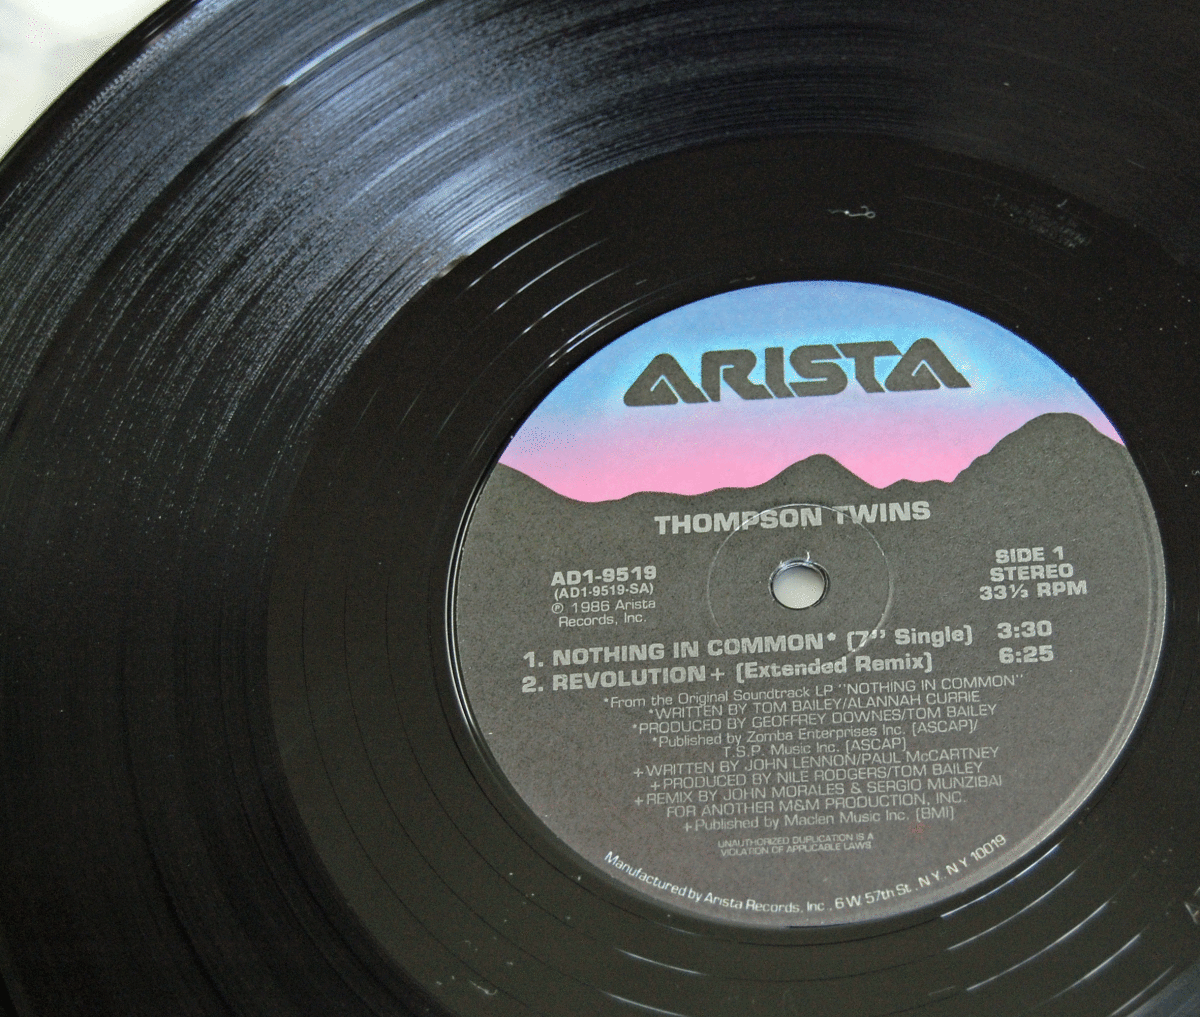 ARISTA
THOMPSON TWINS
AD1-9519
(AD1-9519-SA)
℗ 1986 Arista
Records, Inc.
SIDE 1
STEREO
33⅓ RPM
1. NOTHING IN COMMON* (7" Single) 3:30
2. REVOLUTION+ (Extended Remix) 6:25
*From the Original Soundtrack LP "NOTHING IN COMMON"
*WRITTEN BY TOM BAILEY/ALANNAH CURRIE
*PRODUCED BY GEOFFREY DOWNES/TOM BAILEY
*Published by Zomba Enterprises Inc. (ASCAP)/
T.S.P. Music Inc. (ASCAP)
+WRITTEN BY JOHN LENNON/PAUL McCARTNEY
+PRODUCED BY NILE RODGERS/TOM BAILEY
+REMIX BY JOHN MORALES & SERGIO MUNZIBAI
FOR ANOTHER M&M PRODUCTION, INC.
+Published by Maclen Music Inc. (BMI)
UNAUTHORIZED DUPLICATION IS A
VIOLATION OF APPLICABLE LAWS
Manufactured by Arista Records, Inc., 6 W. 57th St., N.Y., N.Y. 10019